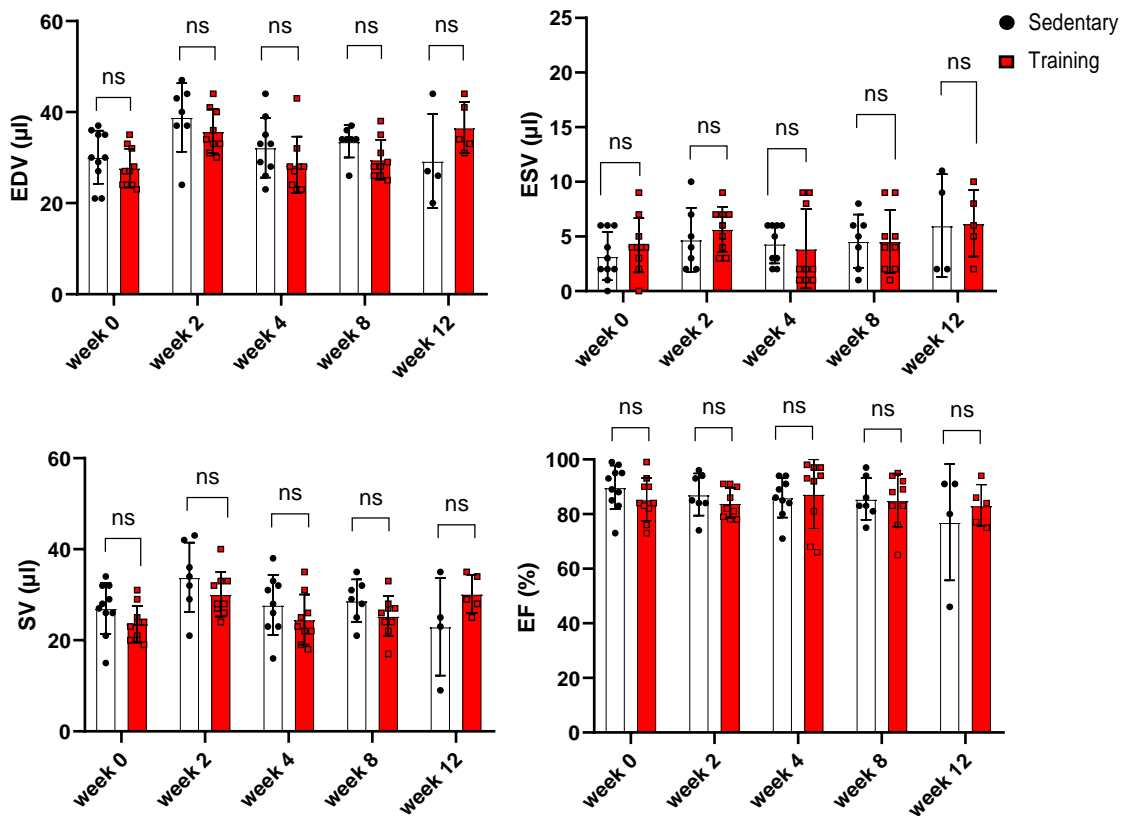 EDV (µl)
60
40
20
0
ns
ns
ns
ns
ns
week 0
week 2
week 4
week 8
week 12
ESV (µl)
25
20
15
10
5
0
ns
ns
ns
ns
ns
week 0
week 2
week 4
week 8
week 12
Sedentary
Training
SV (µl)
60
40
20
0
ns
ns
ns
ns
ns
week 0
week 2
week 4
week 8
week 12
EF (%)
100
80
60
40
20
0
ns
ns
ns
ns
ns
week 0
week 2
week 4
week 8
week 12